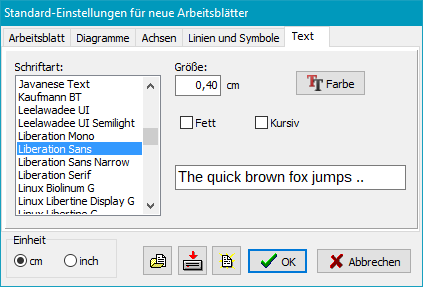 Standard-Einstellungen für neue Arbeitsblätter
Arbeitsblatt Diagramme Achsen Linien und Symbole Text
Schriftart:
Javanese Text
Kaufmann BT
Leelawadee UI
Leelawadee UI Semilight
Liberation Mono
Liberation Sans
Liberation Sans Narrow
Liberation Serif
Linux Biolinum G
Linux Libertine Display G
Linux Libertine G
Größe:
0,40 cm
Farbe
Fett Kursiv
The quick brown fox jumps ..
Einheit
cm inch
OK Abbrechen